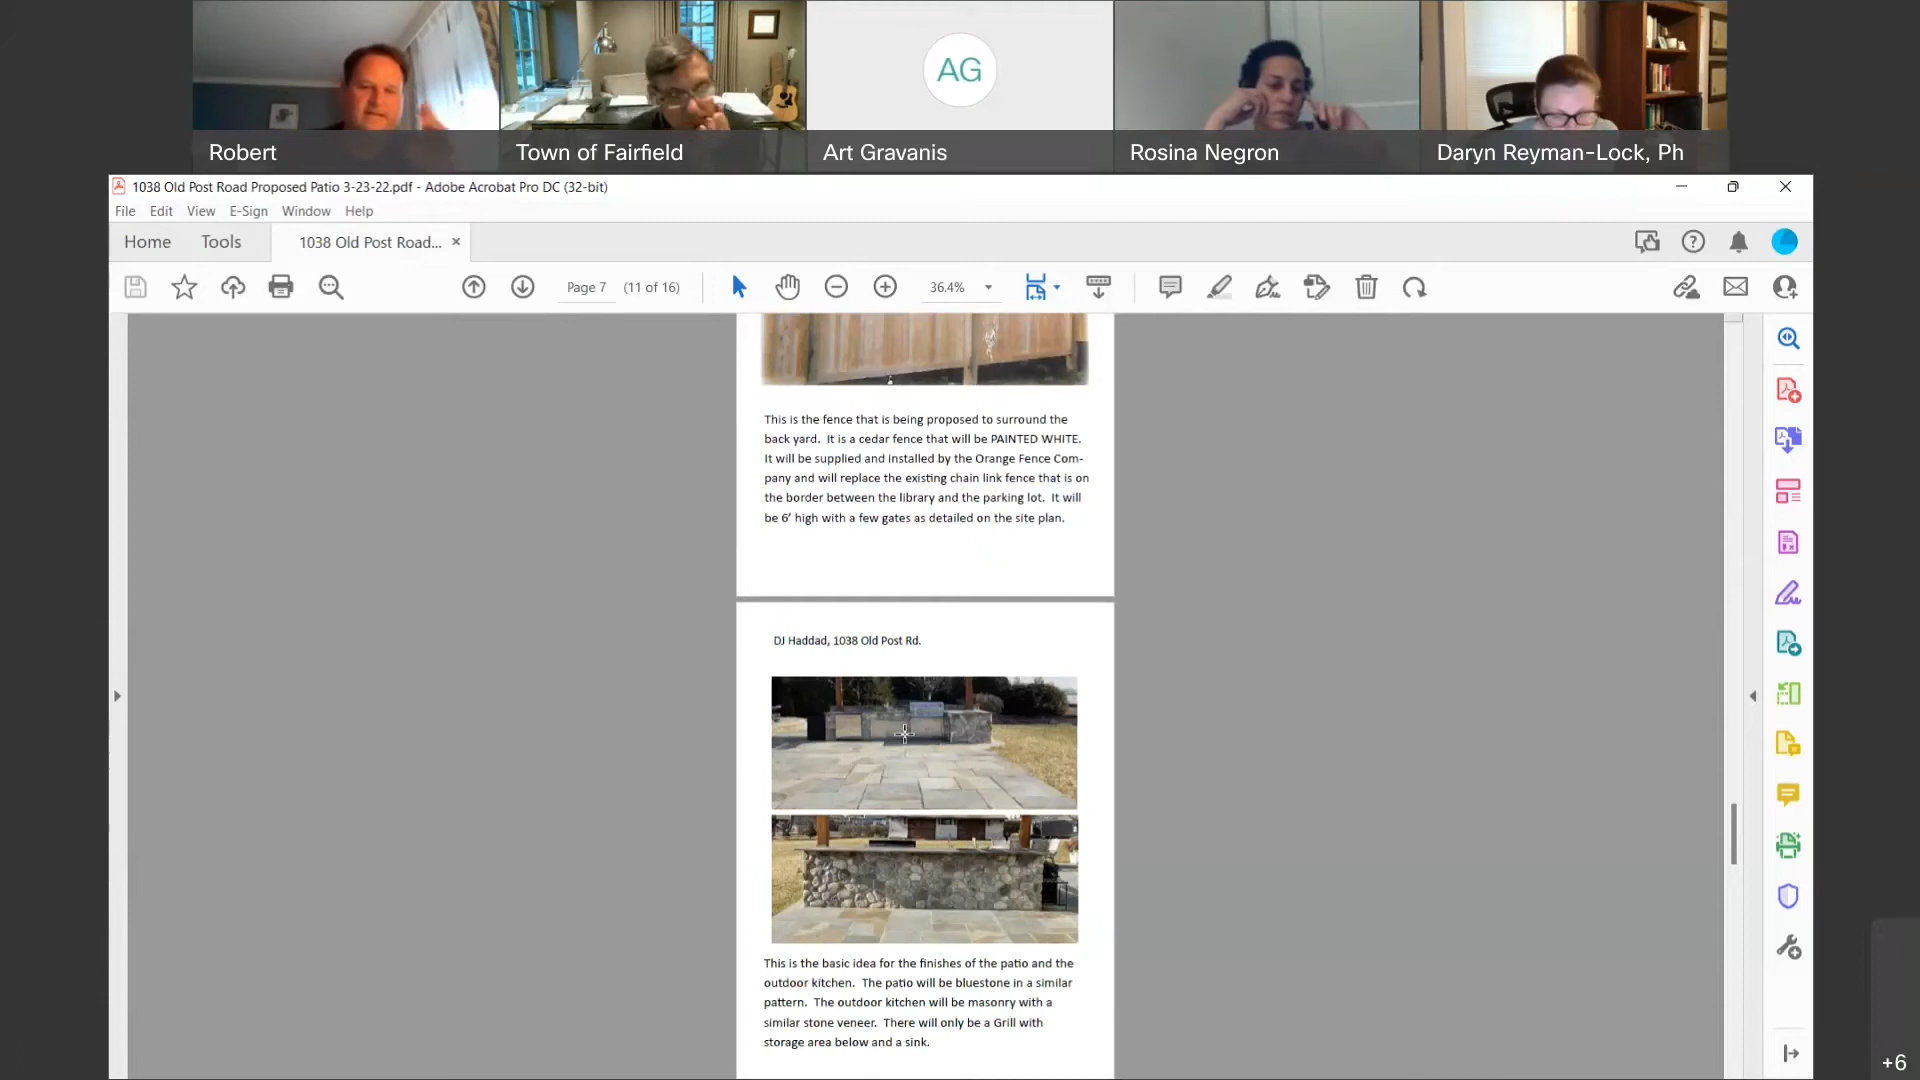 AG
Robert
Town of Fairfield
Art Gravanis
Rosina Negron
Daryn Reyman-Lock, Ph
1038 Old Post Road Proposed Patio 3-23-22.pdf - Adobe Acrobat Pro DC (32-bit)
File Edit View E-Sign Window Help
Home Tools 1038 Old Post Road... ×
Page 7 (11 of 16) 36.4%
This is the fence that is being proposed to surround the
back yard. It is a cedar fence that will be PAINTED WHITE.
It will be supplied and installed by the Orange Fence Com-
pany and will replace the existing chain link fence that is on
the border between the library and the parking lot. It will
be 6' high with a few gates as detailed on the site plan.
DJ Haddad, 1038 Old Post Rd.
This is the basic idea for the finishes of the patio and the
outdoor kitchen. The patio will be bluestone in a similar
pattern. The outdoor kitchen will be masonry with a
similar stone veneer. There will only be a Grill with
storage area below and a sink.
+6